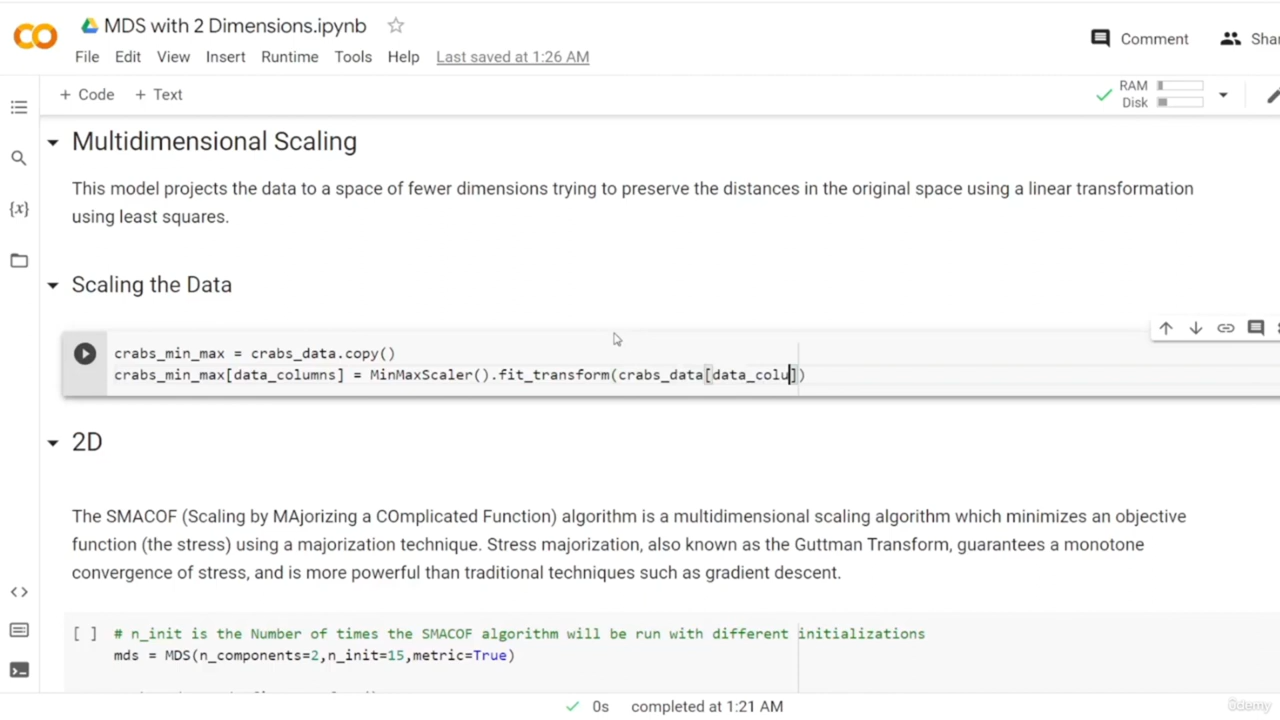 MDS with 2 Dimensions.ipynb
Comment
File Edit View Insert Runtime Tools Help Last saved at 1:26 AM
+ Code + Text
RAM
Disk
Multidimensional Scaling
This model projects the data to a space of fewer dimensions trying to preserve the distances in the original space using a linear transformation
using least squares.
{x}
Scaling the Data
crabs_min_max = crabs_data.copy()
crabs_min_max[data_columns] = MinMaxScaler().fit_transform(crabs_data[data_colu])
2D
The SMACOF (Scaling by MAjorizing a COmplicated Function) algorithm is a multidimensional scaling algorithm which minimizes an objective
function (the stress) using a majorization technique. Stress majorization, also known as the Guttman Transform, guarantees a monotone
convergence of stress, and is more powerful than traditional techniques such as gradient descent.
[ ] # n_init is the Number of times the SMACOF algorithm will be run with different initializations
mds = MDS(n_components=2,n_init=15,metric=True)
0s completed at 1:21 AM
ûdemy